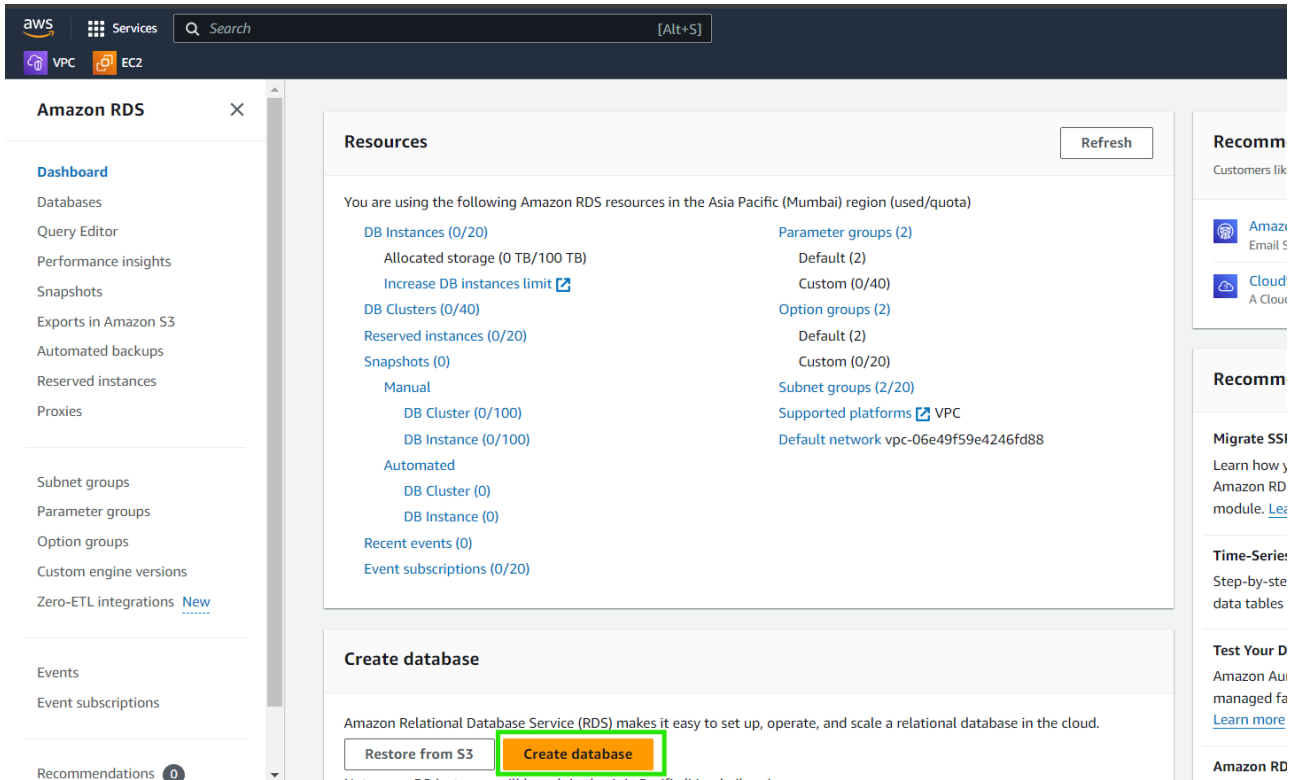 aws
Services
Search
[Alt+S]
VPC
EC2
Amazon RDS
Dashboard
Databases
Query Editor
Performance insights
Snapshots
Exports in Amazon S3
Automated backups
Reserved instances
Proxies
Subnet groups
Parameter groups
Option groups
Custom engine versions
Zero-ETL integrations New
Events
Event subscriptions
Recommendations 0
Resources
Refresh
You are using the following Amazon RDS resources in the Asia Pacific (Mumbai) region (used/quota)
DB Instances (0/20)
Allocated storage (0 TB/100 TB)
Increase DB instances limit
DB Clusters (0/40)
Reserved instances (0/20)
Snapshots (0)
Manual
DB Cluster (0/100)
DB Instance (0/100)
Automated
DB Cluster (0)
DB Instance (0)
Recent events (0)
Event subscriptions (0/20)
Parameter groups (2)
Default (2)
Custom (0/40)
Option groups (2)
Default (2)
Custom (0/20)
Subnet groups (2/20)
Supported platforms VPC
Default network vpc-06e49f59e4246fd88
Create database
Amazon Relational Database Service (RDS) makes it easy to set up, operate, and scale a relational database in the cloud.
Restore from S3
Create database
Recomm
Customers lik
Amazo
Email S
Cloud
A Clou
Recomm
Migrate SS
Learn how y
Amazon RD
module. Lea
Time-Series
Step-by-ste
data tables
Test Your D
Amazon Au
managed fa
Learn more
Amazon RD